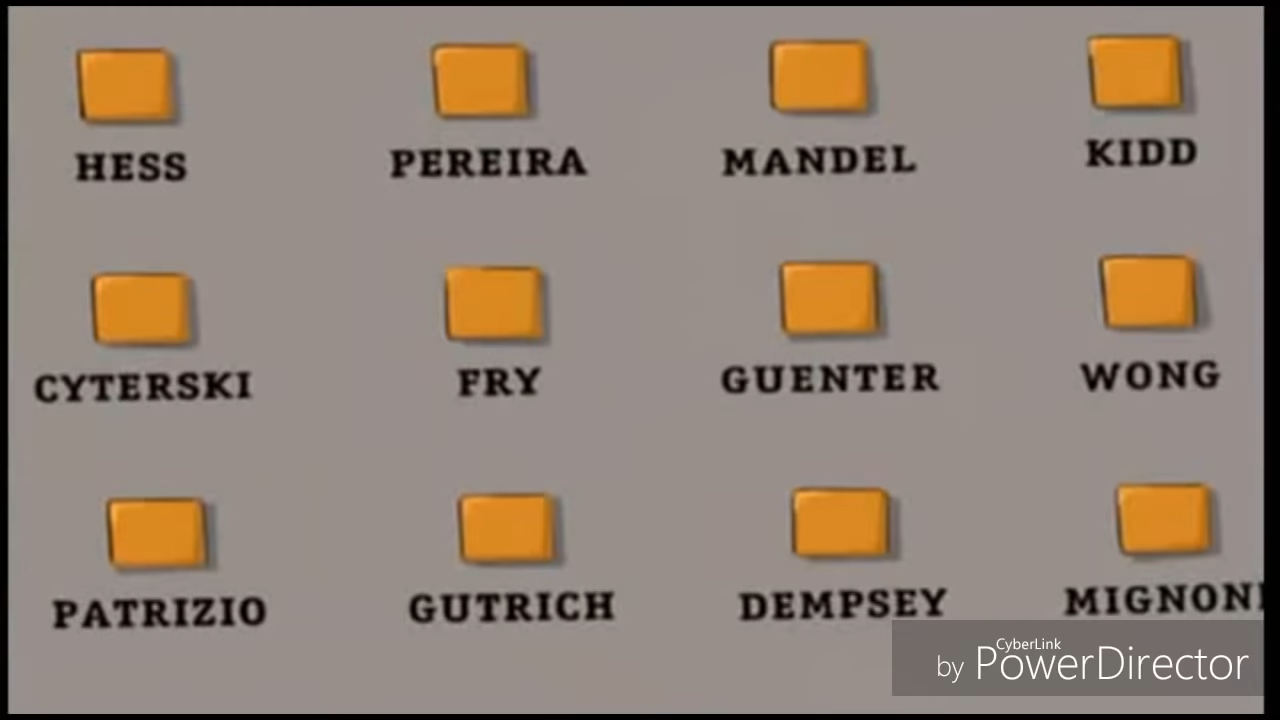 HESS PEREIRA MANDEL KIDD
CYTERSKI FRY GUENTER WONG
PATRIZIO GUTRICH DEMPSEY
CyberLink
by PowerDirector